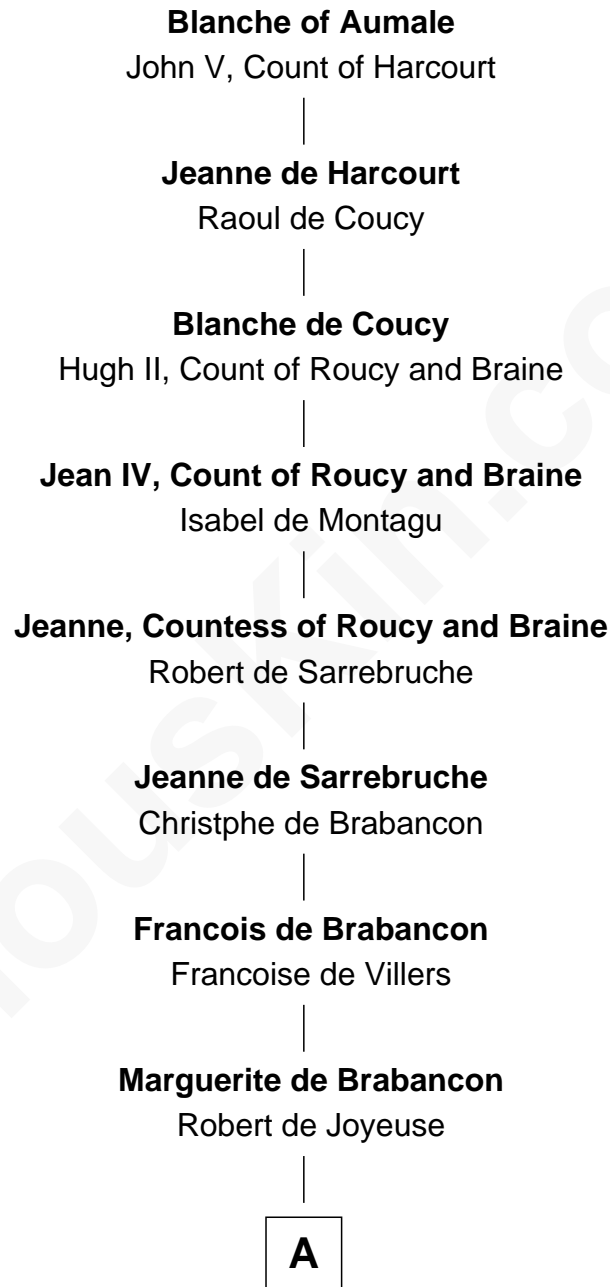 Blanche of Aumale
John V, Count of Harcourt
Jeanne de Harcourt
Raoul de Coucy
Blanche de Coucy
Hugh II, Count of Roucy and Braine
Jean IV, Count of Roucy and Braine
Isabel de Montagu
Jeanne, Countess of Roucy and Braine
Robert de Sarrebruche
Jeanne de Sarrebruche
Christphe de Brabancon
Francois de Brabancon
Francoise de Villers
Marguerite de Brabancon
Robert de Joyeuse
A